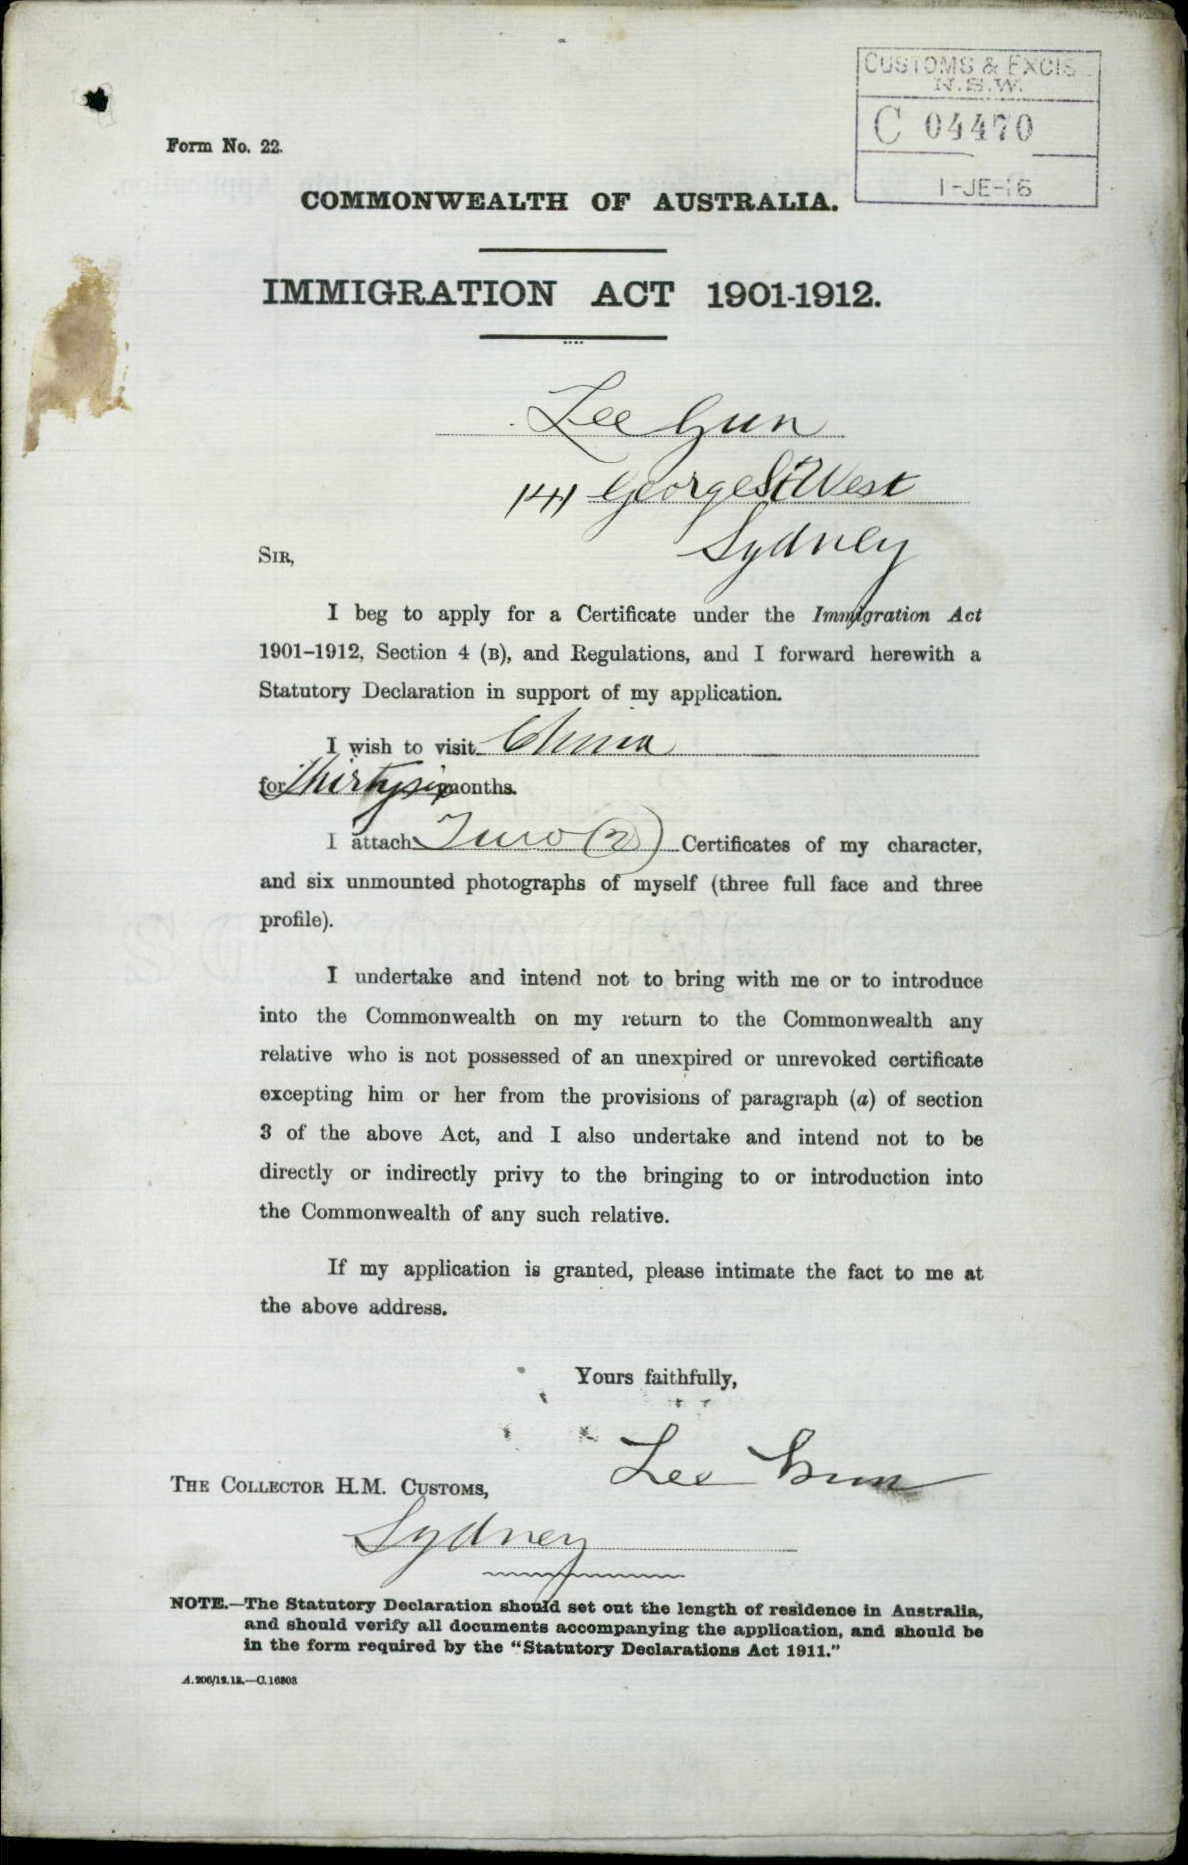 CUSTOMS & EXCIS
N.S.W.
C 04470
1-JE-16
Form No. 22.
COMMONWEALTH OF AUSTRALIA.
IMMIGRATION ACT 1901-1912.
Lee Gun
141 George St West
Sydney
SIR,
I beg to apply for a Certificate under the Immigration Act
1901–1912, Section 4 (B), and Regulations, and I forward herewith a
Statutory Declaration in support of my application.
I wish to visit China
for Thirty six months.
I attach Two (2) Certificates of my character,
and six unmounted photographs of myself (three full face and three
profile).
I undertake and intend not to bring with me or to introduce
into the Commonwealth on my return to the Commonwealth any
relative who is not possessed of an unexpired or unrevoked certificate
excepting him or her from the provisions of paragraph (a) of section
3 of the above Act, and I also undertake and intend not to be
directly or indirectly privy to the bringing to or introduction into
the Commonwealth of any such relative.
If my application is granted, please intimate the fact to me at
the above address.
Yours faithfully,
Lee Gun
THE COLLECTOR H.M. CUSTOMS,
Sydney
NOTE.—The Statutory Declaration should set out the length of residence in Australia,
and should verify all documents accompanying the application, and should be
in the form required by the "Statutory Declarations Act 1911."
A.206/12.12.—C.16803